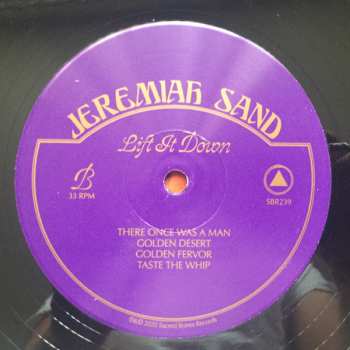 JEREMIAH SAND
Lift It Down
B
33 RPM
SBR239
THERE ONCE WAS A MAN
GOLDEN DESERT
GOLDEN FERVOR
TASTE THE WHIP
℗&© 2020 Sacred Bones Records